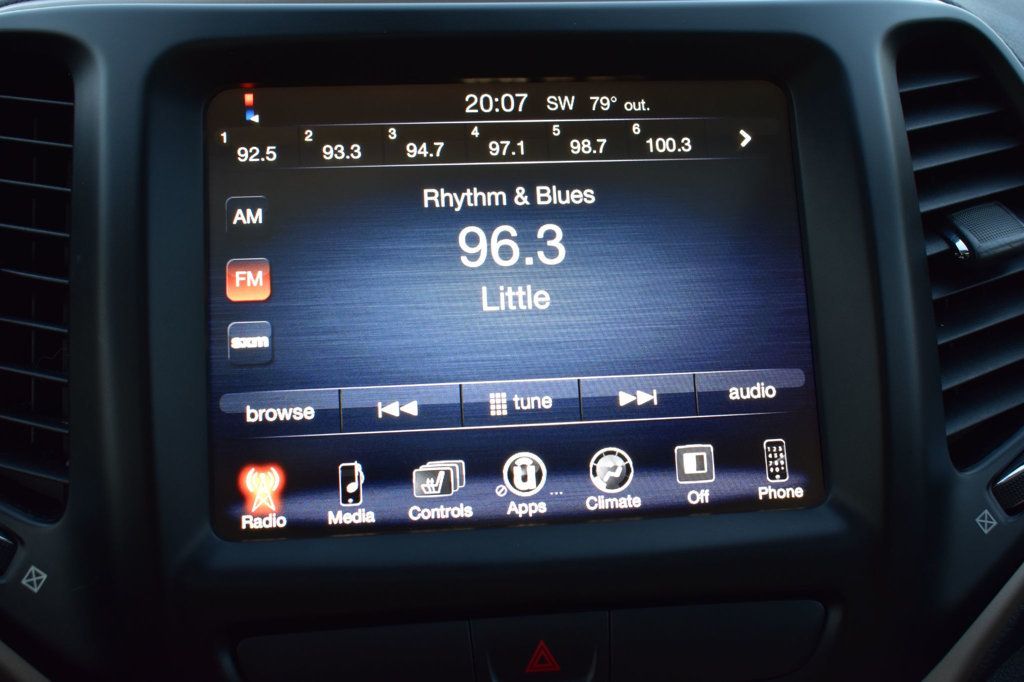 20:07 SW 79° out.
1 92.5 2 93.3 3 94.7 4 97.1 5 98.7 6 100.3
Rhythm & Blues
AM
96.3
FM
Little
sxm
browse tune audio
Radio Media Controls Apps ... Climate Off Phone